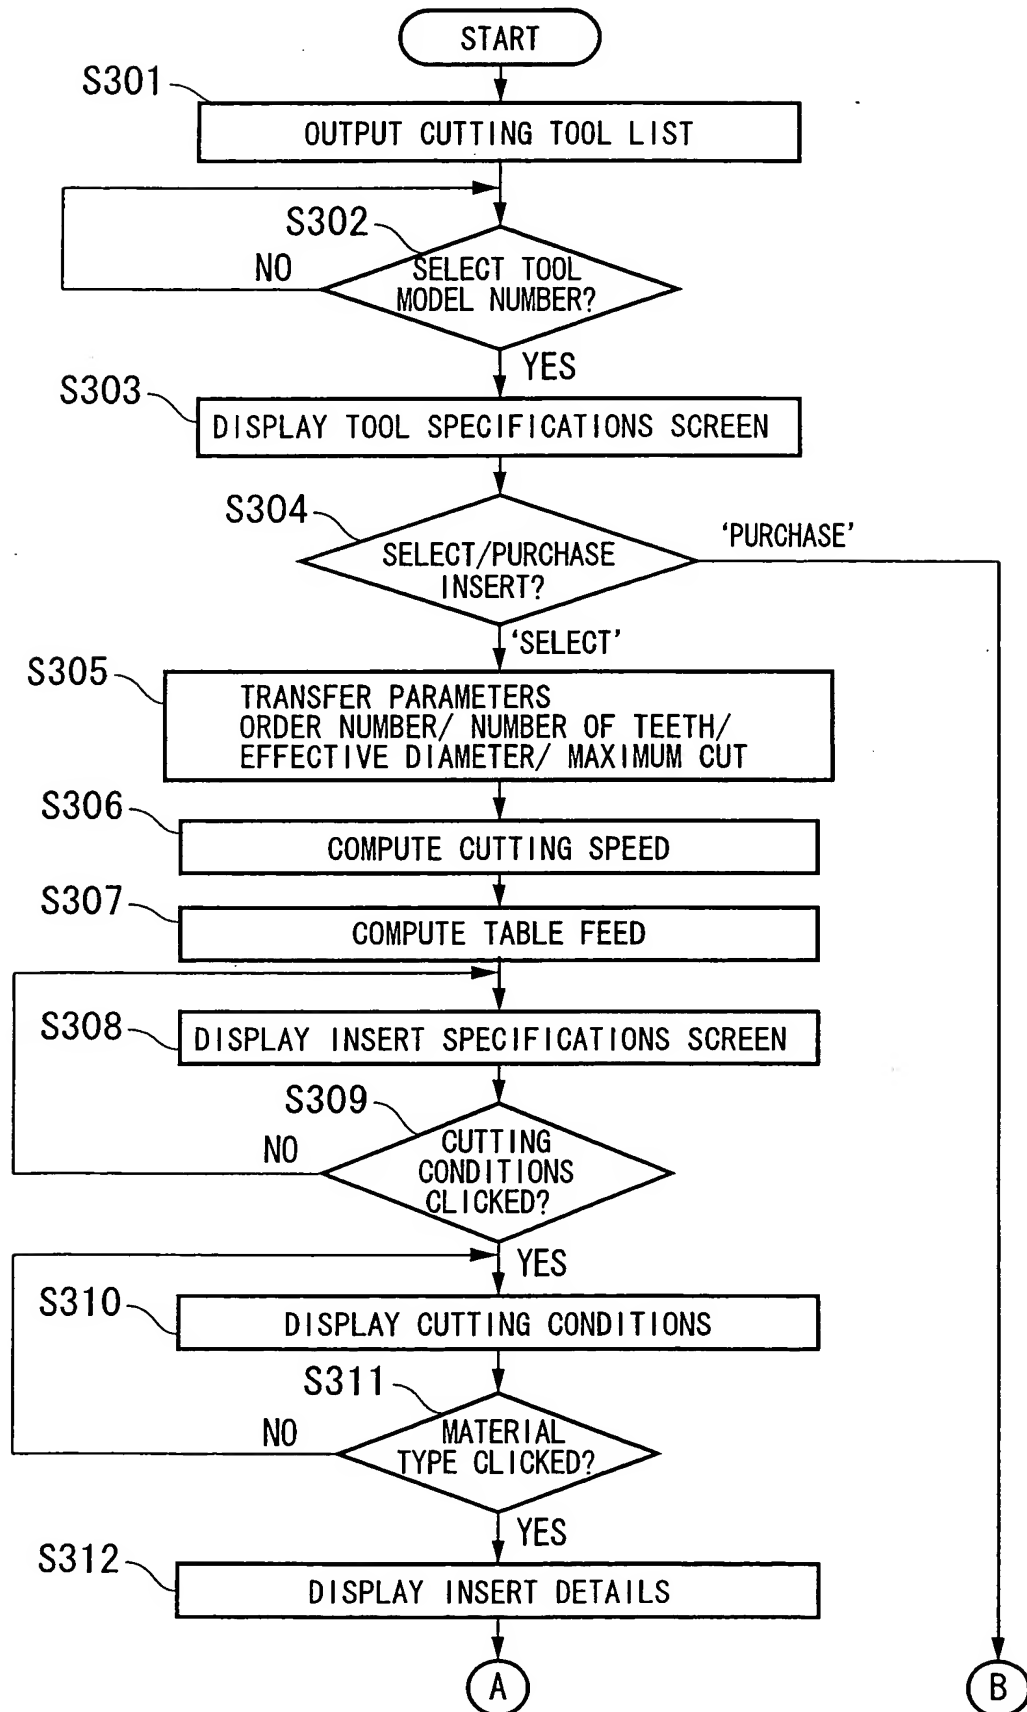 START
S301
OUTPUT CUTTING TOOL LIST
S302
NO
SELECT TOOL
MODEL NUMBER?
YES
S303
DISPLAY TOOL SPECIFICATIONS SCREEN
S304
'PURCHASE'
SELECT/PURCHASE
INSERT?
'SELECT'
S305
TRANSFER PARAMETERS
ORDER NUMBER/ NUMBER OF TEETH/
EFFECTIVE DIAMETER/ MAXIMUM CUT
S306
COMPUTE CUTTING SPEED
S307
COMPUTE TABLE FEED
S308
DISPLAY INSERT SPECIFICATIONS SCREEN
S309
NO
CUTTING
CONDITIONS
CLICKED?
YES
S310
DISPLAY CUTTING CONDITIONS
S311
NO
MATERIAL
TYPE CLICKED?
YES
S312
DISPLAY INSERT DETAILS
A
B